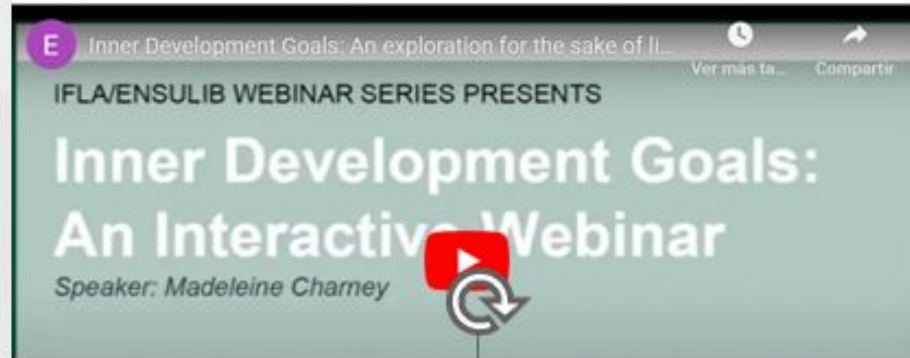 E
Inner Development Goals: An exploration for the sake of li...
Ver más ta...
Compartir
IFLA/ENSULIB WEBINAR SERIES PRESENTS
Inner Development Goals:
An Interactive Webinar
Speaker: Madeleine Charney